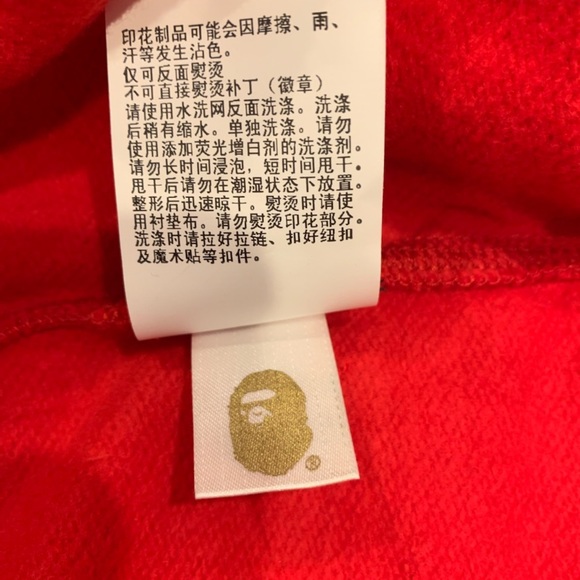 印花制品可能会因摩擦、雨、
汗等发生沾色。
仅可反面熨烫
不可直接熨烫补丁（徽章）
请使用水洗网反面洗涤。洗涤
后稍有缩水。单独洗涤。请勿
使用添加荧光增白剂的洗涤剂。
请勿长时间浸泡，短时间甩干。
甩干后请勿在潮湿状态下放置。
整形后迅速晾干。熨烫时请使
用衬垫布。请勿熨烫印花部分。
洗涤时请拉好拉链、扣好纽扣
及魔术贴等扣件。
®